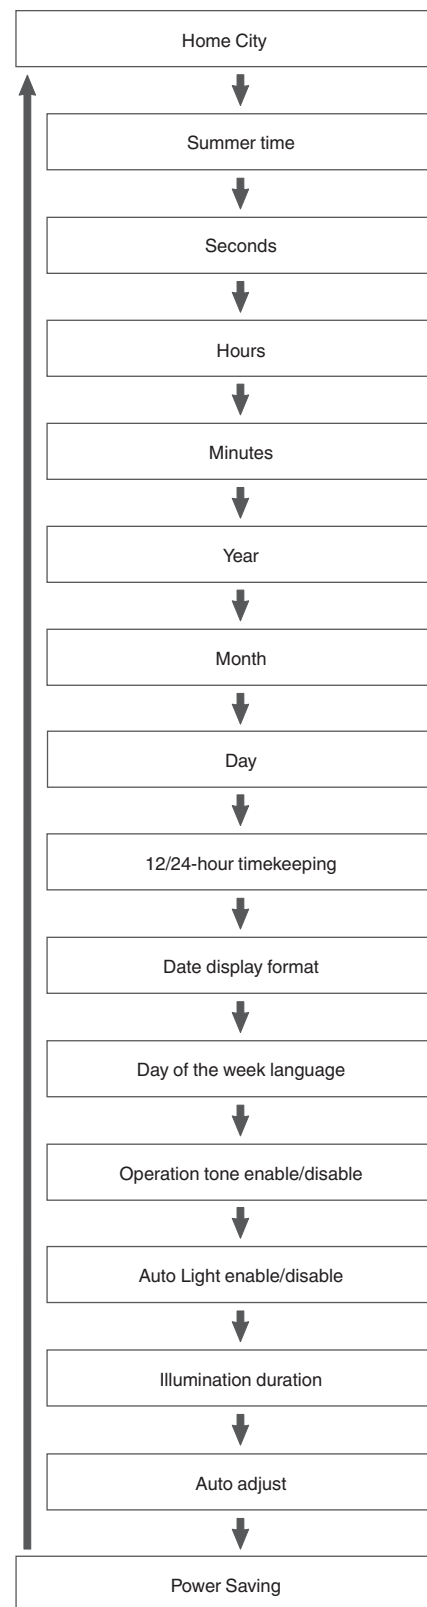 Home City
Summer time
Seconds
Hours
Minutes
Year
Month
Day
12/24-hour timekeeping
Date display format
Day of the week language
Operation tone enable/disable
Auto Light enable/disable
Illumination duration
Auto adjust
Power Saving